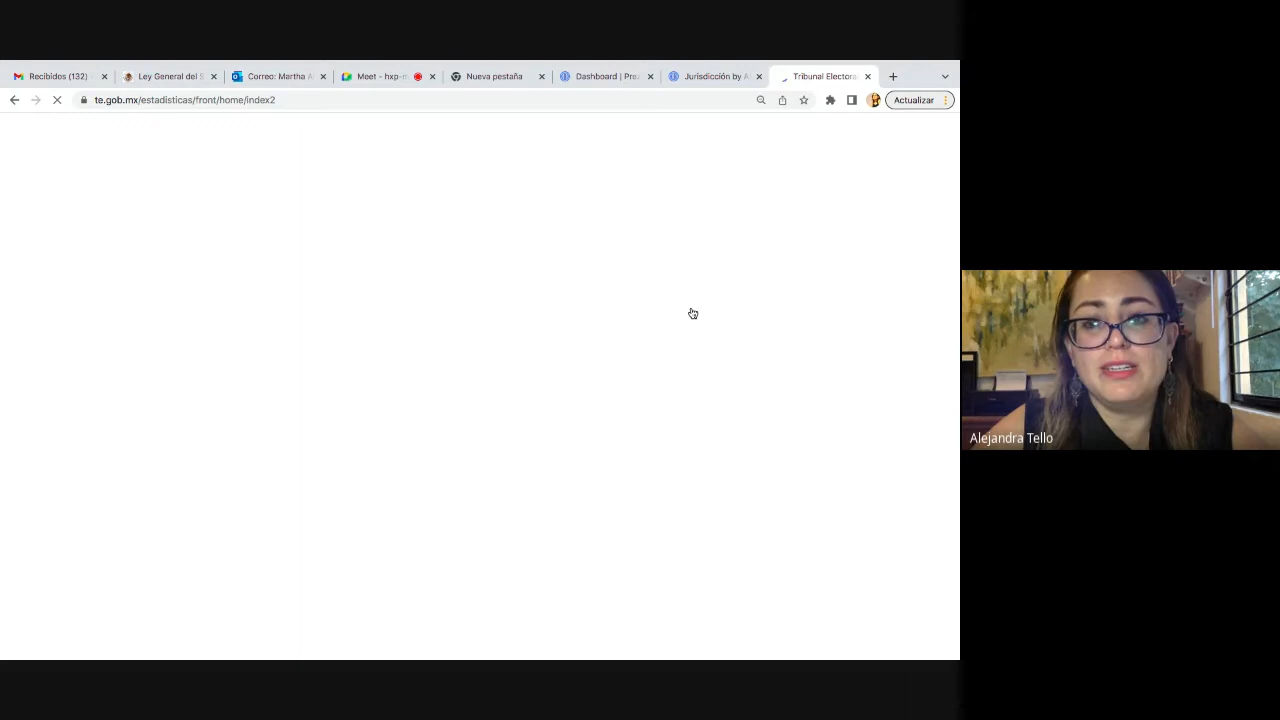 Recibidos (132)
Ley General del S
Correo: Martha A
Meet - hxp-
Nueva pestaña
Dashboard | Pre
Jurisdicción by A
Tribunal Electora
te.gob.mx/estadisticas/front/home/index2
Actualizar
Alejandra Tello